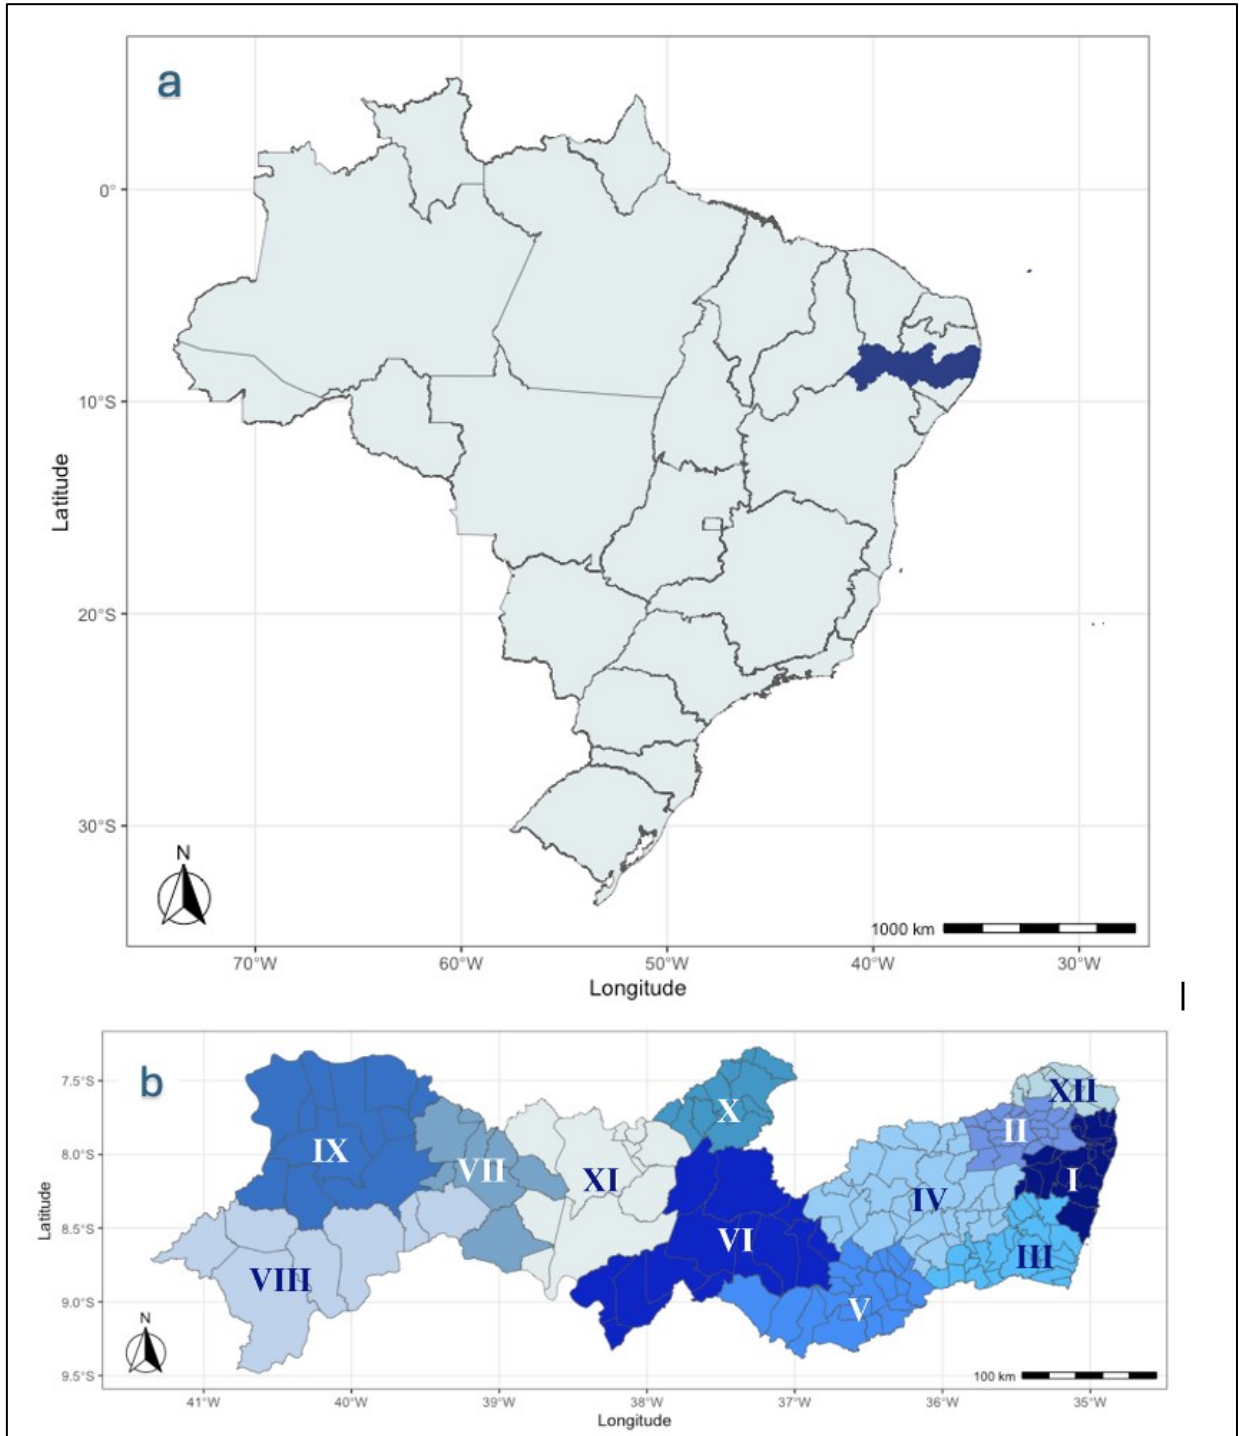 a
0°
10°S
20°S
30°S
Latitude
N
1000 km
70°W 60°W 50°W 40°W 30°W
Longitude
b
7.5°S
8.0°S
8.5°S
9.0°S
9.5°S
Latitude
XII
X
II
IX
VII
XI
I
IV
VI
III
VIII
V
N
100 km
41°W 40°W 39°W 38°W 37°W 36°W 35°W
Longitude